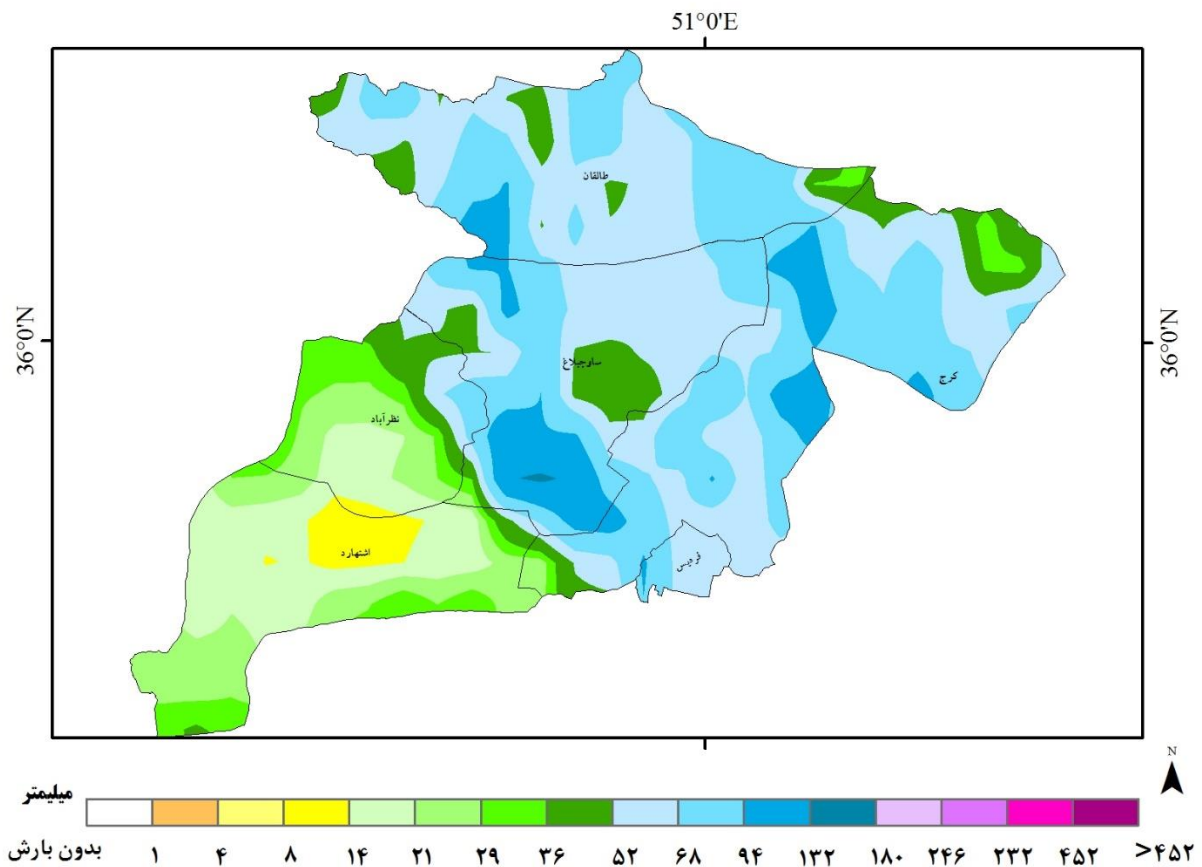 51°0'E
طالقان
36°0'N
36°0'N
ساوجبلاغ
کرج
نظرآباد
اشتهارد
فردیس
N
میلیمتر
بدون بارش ۱ ۴ ۸ ۱۴ ۲۱ ۲۹ ۳۶ ۵۲ ۶۸ ۹۴ ۱۳۲ ۱۸۰ ۲۴۶ ۲۳۲ ۴۵۲ >۴۵۲